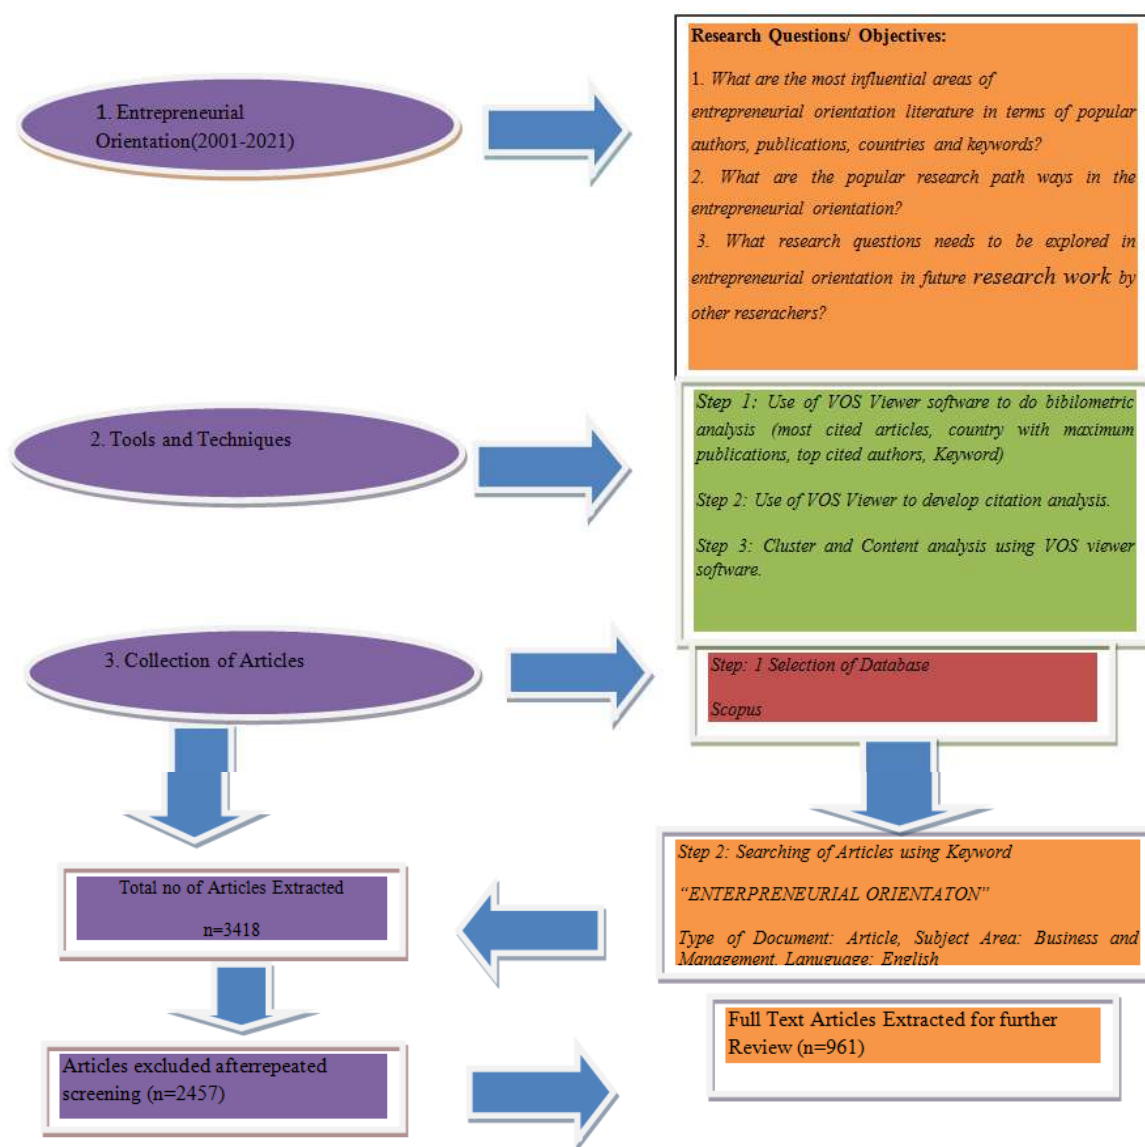 1. Entrepreneurial
Orientation(2001-2021)
Research Questions/ Objectives:
1. What are the most influential areas of
entrepreneurial orientation literature in terms of popular
authors, publications, countries and keywords?
2. What are the popular research path ways in the
entrepreneurial orientation?
3. What research questions needs to be explored in
entrepreneurial orientation in future research work by
other reserachers?
2. Tools and Techniques
Step 1: Use of VOS Viewer software to do bibilometric
analysis (most cited articles, country with maximum
publications, top cited authors, Keyword)
Step 2: Use of VOS Viewer to develop citation analysis.
Step 3: Cluster and Content analysis using VOS viewer
software.
3. Collection of Articles
Step: 1 Selection of Database
Scopus
Step 2: Searching of Articles using Keyword
“ENTERPRENEURIAL ORIENTATON”
Type of Document: Article, Subject Area: Business and
Management, Lanuguage: English
Total no of Articles Extracted
n=3418
Articles excluded afterrepeated
screening (n=2457)
Full Text Articles Extracted for further
Review (n=961)